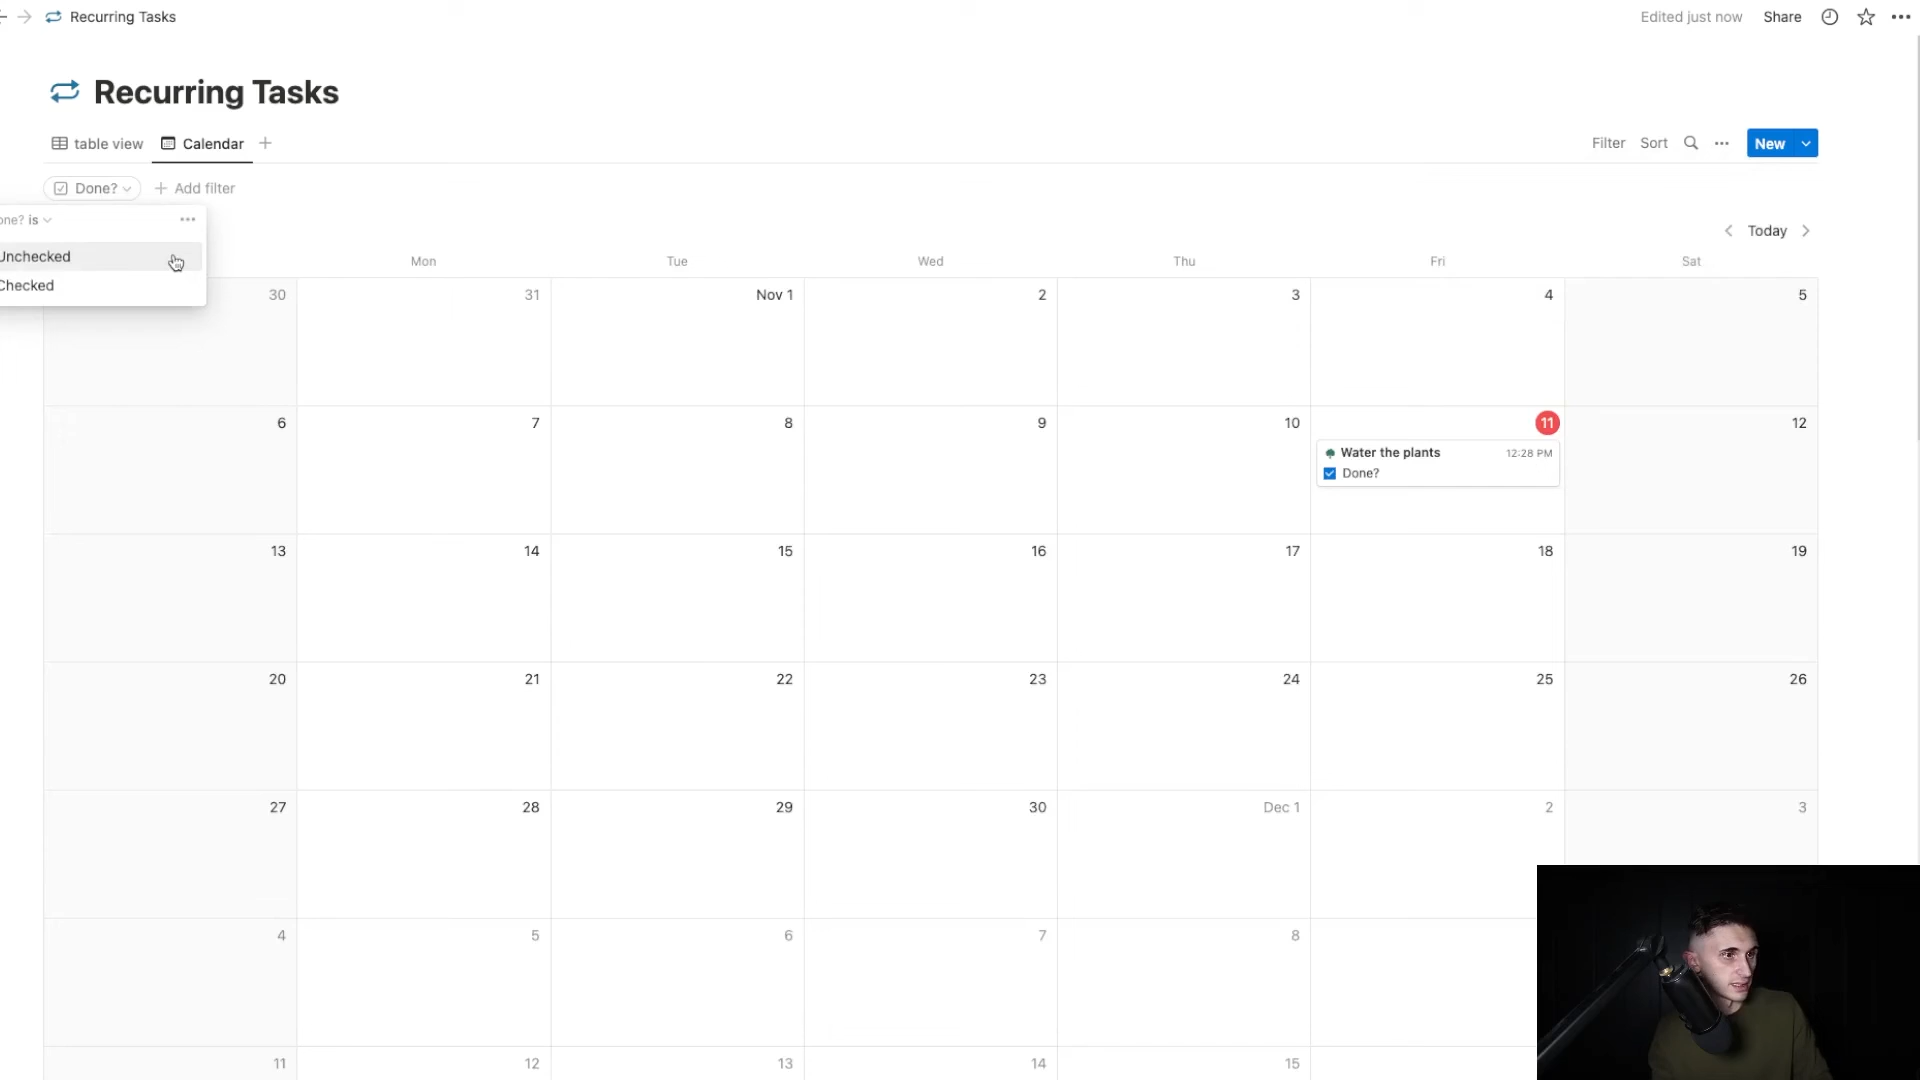 Recurring Tasks
Edited just now Share
Recurring Tasks
table view Calendar
Filter Sort New
Done? Add filter
one? is
Unchecked
Checked
Today
Mon Tue Wed Thu Fri Sat
30 31 Nov 1 2 3 4 5
6 7 8 9 10 11 12
Water the plants 12:28 PM
Done?
13 14 15 16 17 18 19
20 21 22 23 24 25 26
27 28 29 30 Dec 1 2 3
4 5 6 7 8
11 12 13 14 15